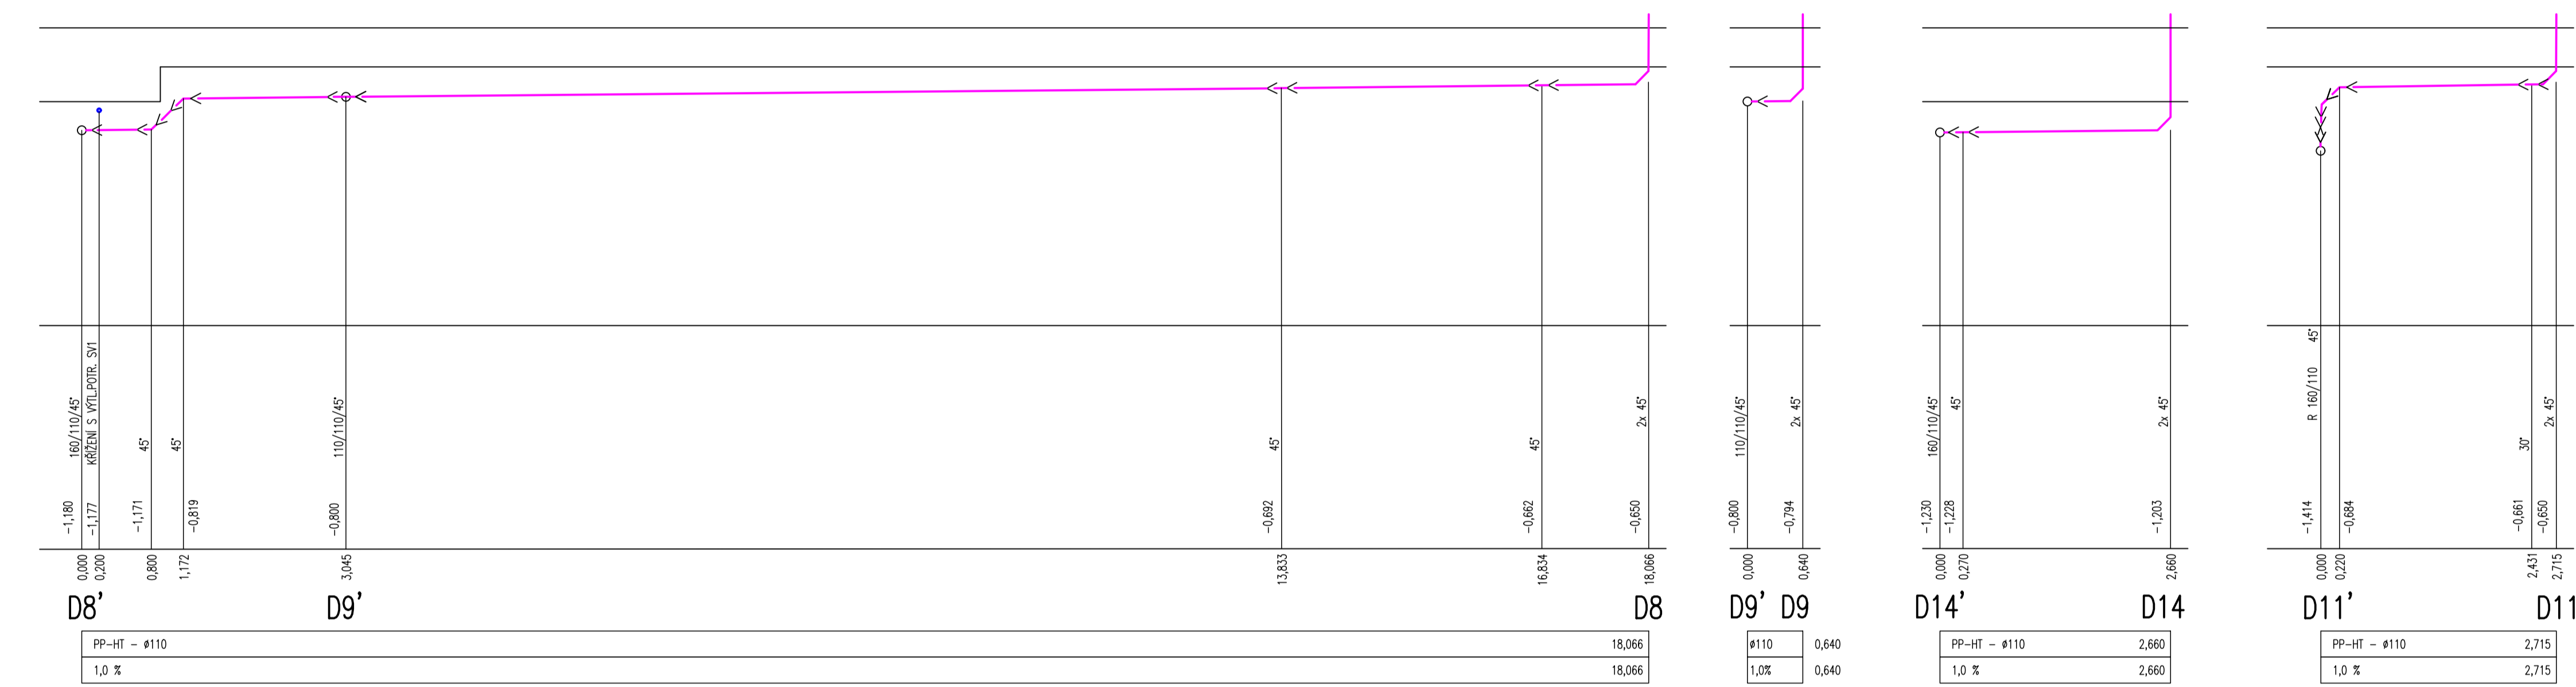 160/110/45°
KŘÍŽENÍ S VÝTL.POTR. SV1
45°
45°
110/110/45°
45°
45°
2x 45°
-1,180
-1,177
-1,171
-0,819
-0,800
-0,692
-0,662
-0,650
0,000
0,200
0,800
1,172
3,045
13,833
16,834
18,066
D8'
D9'
D8
PP-HT - ø110 18,066
1,0 % 18,066
110/110/45°
2x 45°
-0,800
-0,794
0,000
0,640
D9'
D9
ø110 0,640
1,0% 0,640
160/110/45°
45°
2x 45°
-1,230
-1,228
-1,203
0,000
0,270
2,660
D14'
D14
PP-HT - ø110 2,660
1,0 % 2,660
R 160/110 45°
30°
2x 45°
-1,414
-0,684
-0,661
-0,650
0,000
0,220
2,431
2,715
D11'
D11
PP-HT - ø110 2,715
1,0 % 2,715